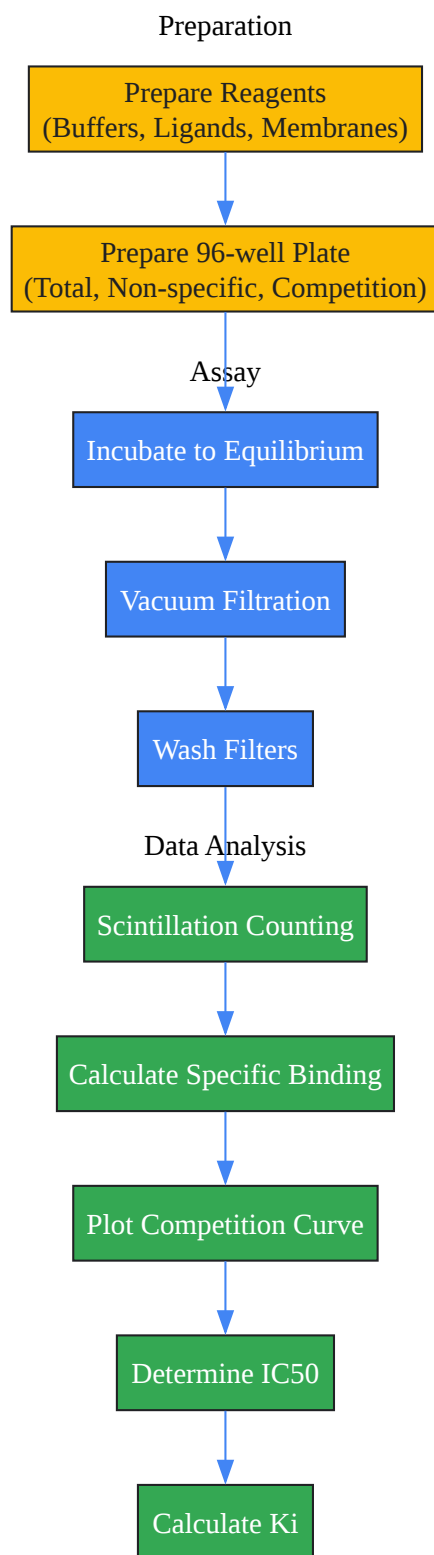 Preparation
Prepare Reagents
(Buffers, Ligands, Membranes)
Prepare 96-well Plate
(Total, Non-specific, Competition)
Assay
Incubate to Equilibrium
Vacuum Filtration
Wash Filters
Data Analysis
Scintillation Counting
Calculate Specific Binding
Plot Competition Curve
Determine IC50
Calculate Ki